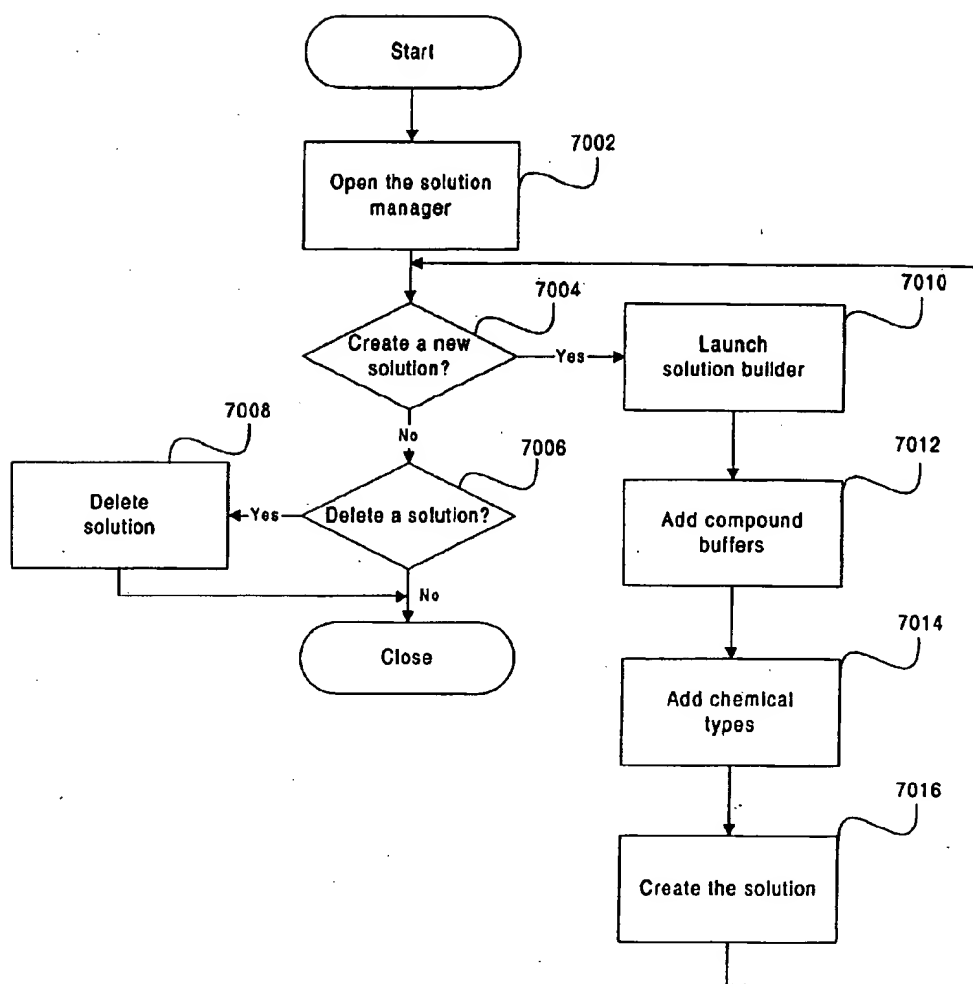 Start
7002
Open the solution
manager
7004
Create a new
solution?
Yes
7010
Launch
solution builder
No
7008
7006
7012
Delete
solution
Yes
Delete a solution?
Add compound
buffers
No
Close
7014
Add chemical
types
7016
Create the solution